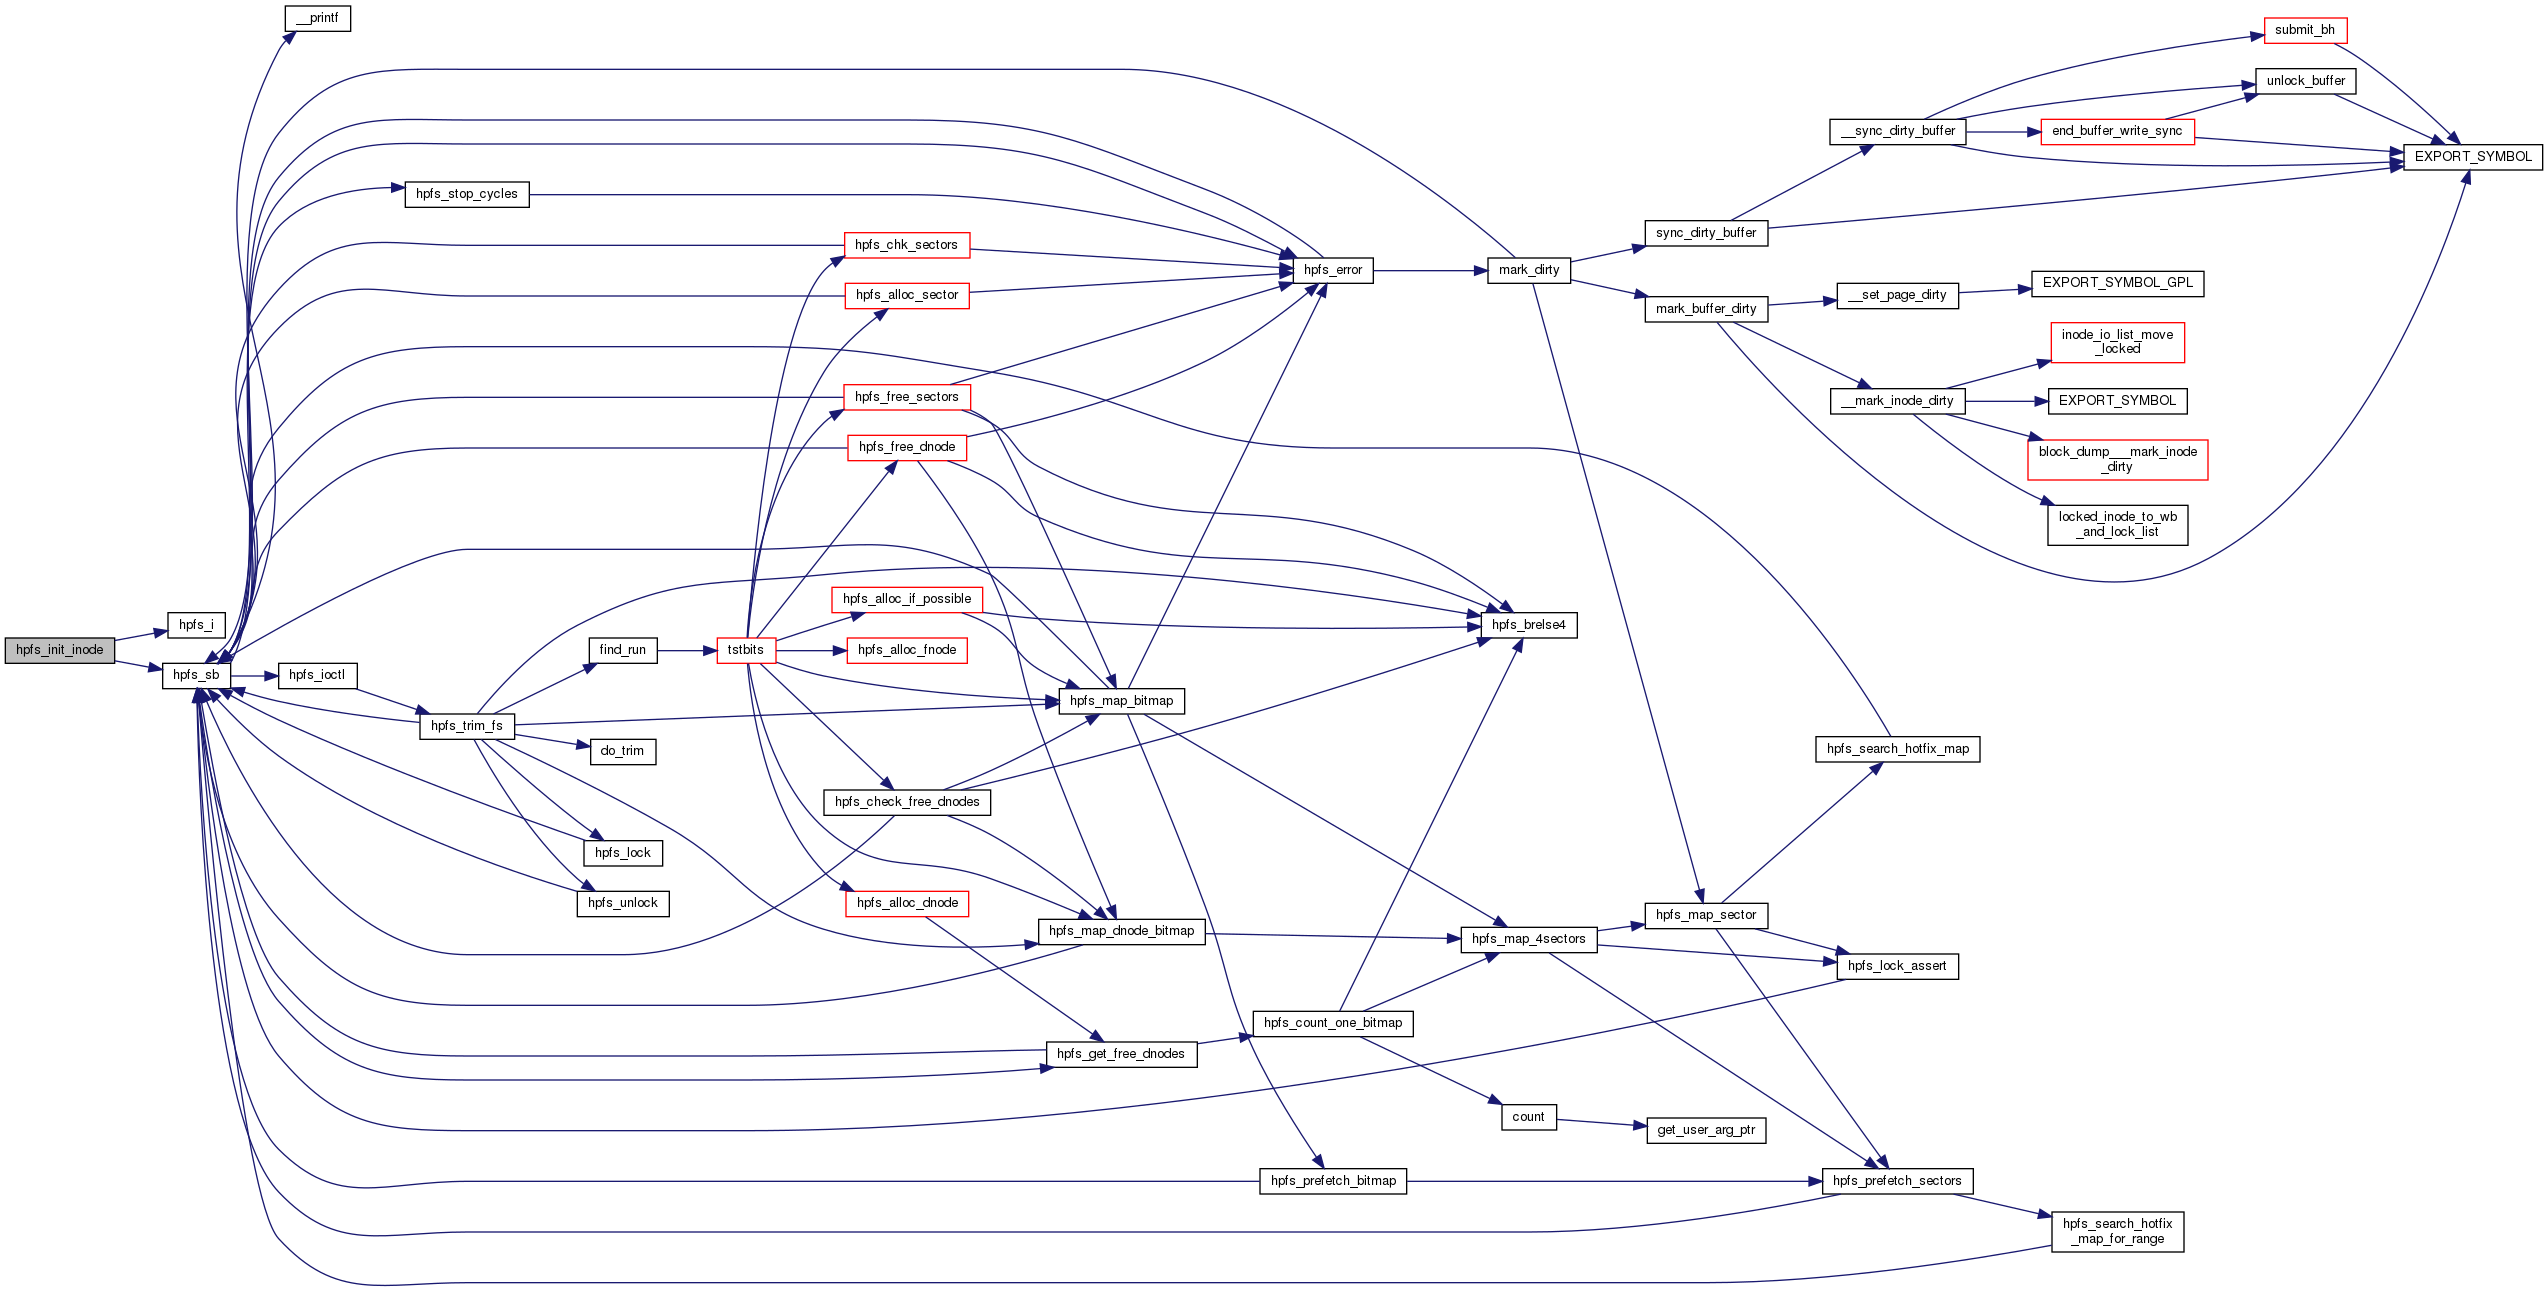 __printf
submit_bh
unlock_buffer
__sync_dirty_buffer
end_buffer_write_sync
EXPORT_SYMBOL
hpfs_stop_cycles
sync_dirty_buffer
hpfs_chk_sectors
hpfs_error
mark_dirty
EXPORT_SYMBOL_GPL
hpfs_alloc_sector
__set_page_dirty
mark_buffer_dirty
inode_io_list_move
_locked
hpfs_free_sectors
__mark_inode_dirty
EXPORT_SYMBOL
hpfs_free_dnode
block_dump___mark_inode
_dirty
locked_inode_to_wb
_and_lock_list
hpfs_alloc_if_possible
hpfs_i
hpfs_brelse4
hpfs_init_inode
find_run
tstbits
hpfs_alloc_fnode
hpfs_sb
hpfs_ioctl
hpfs_map_bitmap
hpfs_trim_fs
do_trim
hpfs_search_hotfix_map
hpfs_check_free_dnodes
hpfs_lock
hpfs_unlock
hpfs_alloc_dnode
hpfs_map_sector
hpfs_map_dnode_bitmap
hpfs_map_4sectors
hpfs_lock_assert
hpfs_count_one_bitmap
hpfs_get_free_dnodes
count
get_user_arg_ptr
hpfs_prefetch_bitmap
hpfs_prefetch_sectors
hpfs_search_hotfix
_map_for_range